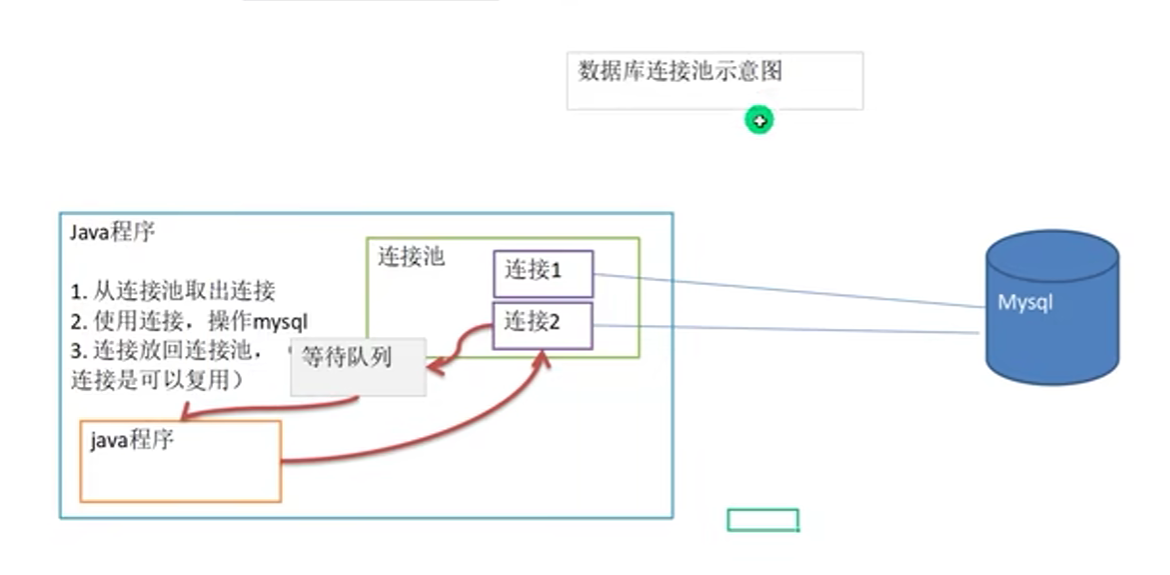 数据库连接池示意图
Java程序
1. 从连接池取出连接
2. 使用连接，操作mysql
3. 连接放回连接池，
连接是可以复用）
连接池
连接1
连接2
等待队列
java程序
Mysql